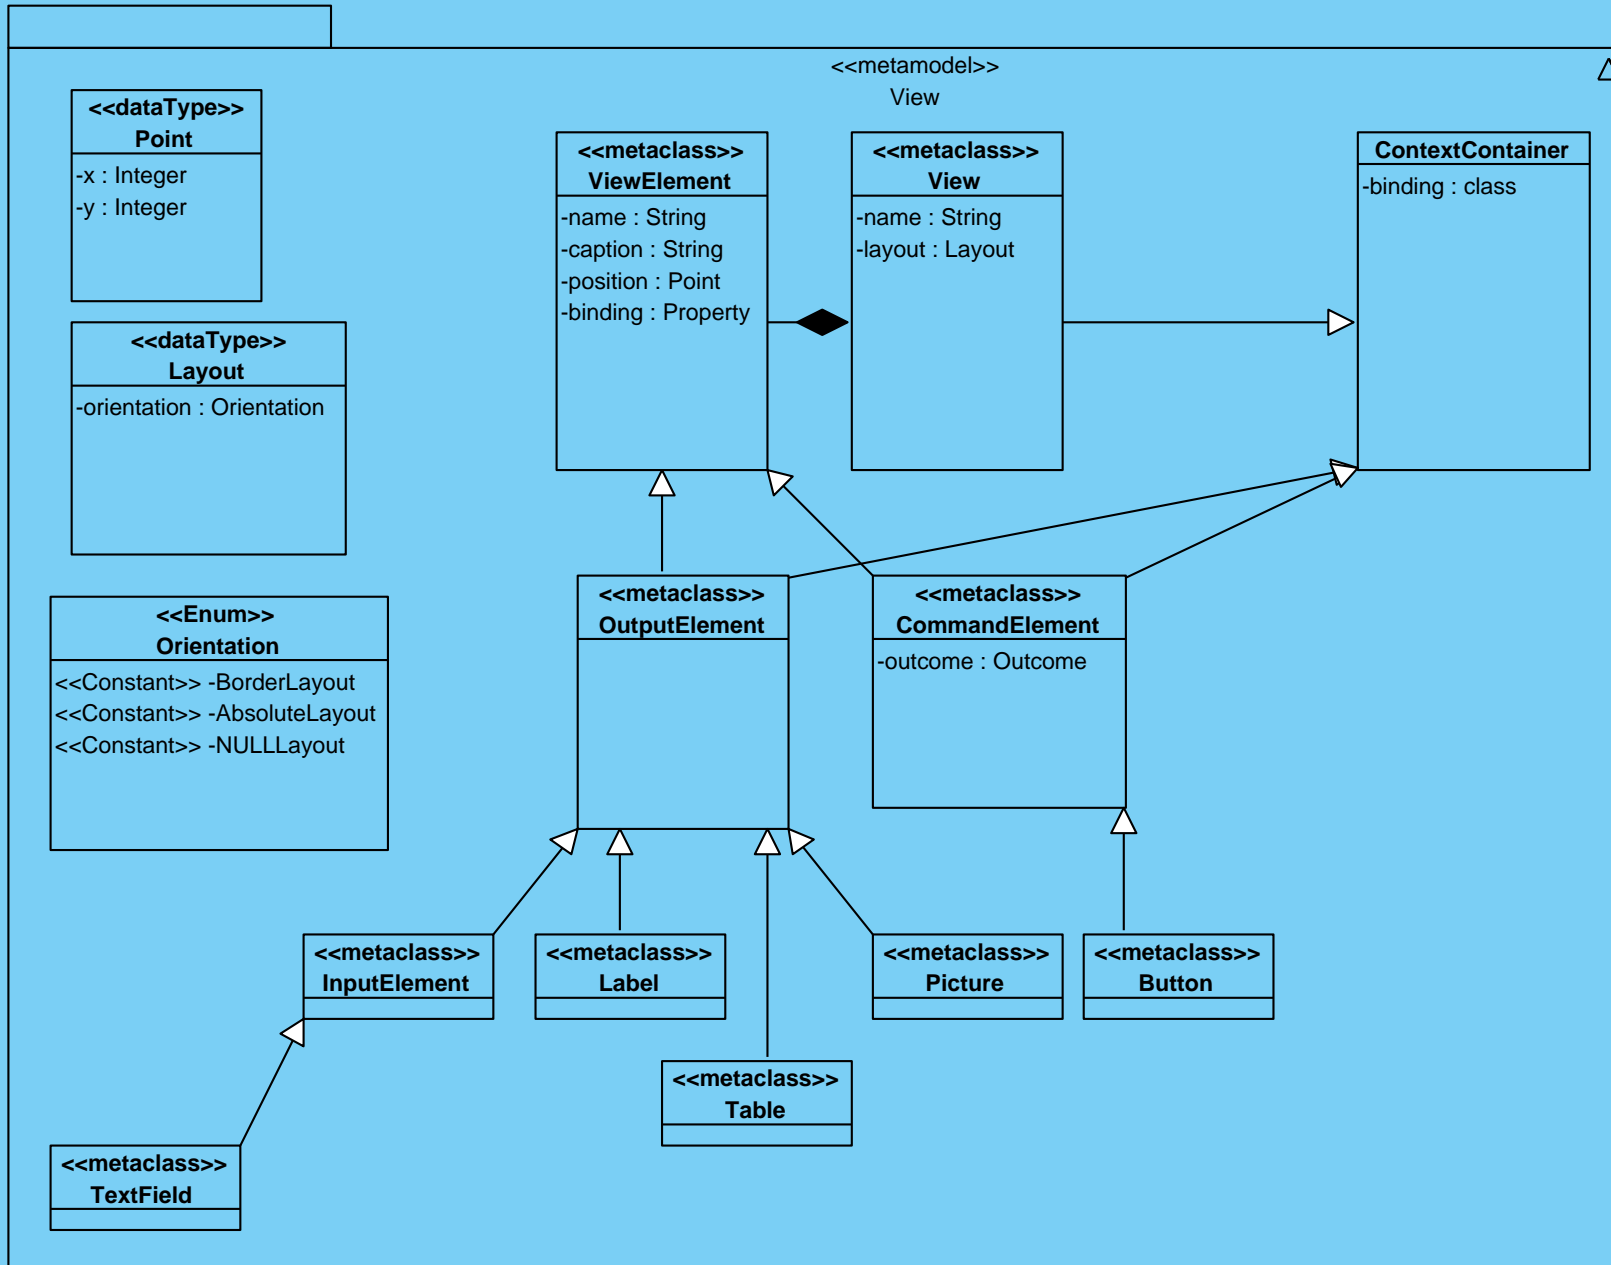 <<metamodel>>
View
<<dataType>>
Point
-x : Integer
-y : Integer
<<metaclass>>
ViewElement
-name : String
-caption : String
-position : Point
-binding : Property
<<metaclass>>
View
-name : String
-layout : Layout
ContextContainer
-binding : class
<<dataType>>
Layout
-orientation : Orientation
<<Enum>>
Orientation
<<Constant>> -BorderLayout
<<Constant>> -AbsoluteLayout
<<Constant>> -NULLLayout
<<metaclass>>
OutputElement
<<metaclass>>
CommandElement
-outcome : Outcome
<<metaclass>>
InputElement
<<metaclass>>
Label
<<metaclass>>
Picture
<<metaclass>>
Button
<<metaclass>>
Table
<<metaclass>>
TextField